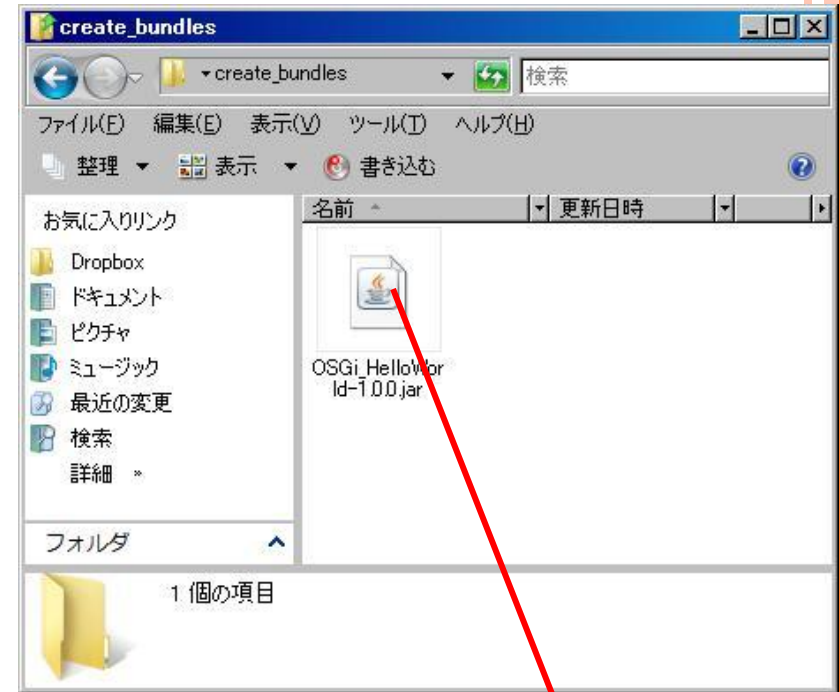 create_bundles
create_bundles 検索
ファイル(F) 編集(E) 表示(V) ツール(T) ヘルプ(H)
整理 表示 書き込む
お気に入りリンク
Dropbox
ドキュメント
ピクチャ
ミュージック
最近の変更
検索
詳細 »
フォルダ
名前 更新日時
OSGi_HelloWor
ld-1.0.0.jar
1 個の項目